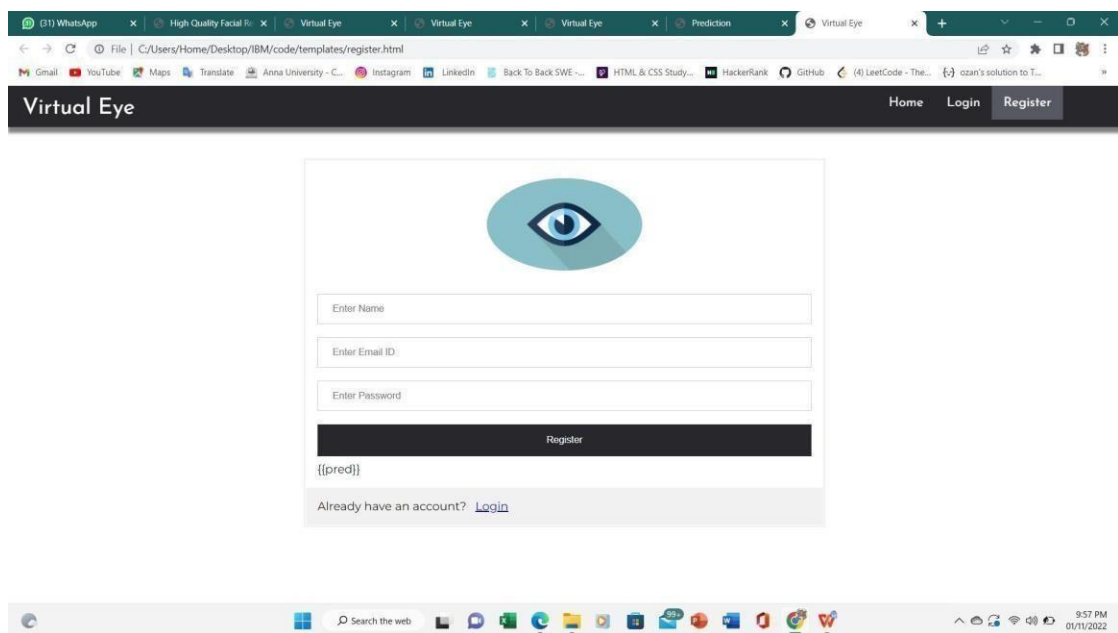 (31) WhatsApp
High Quality Facial Re
Virtual Eye
Virtual Eye
Virtual Eye
Prediction
Virtual Eye
File | C:/Users/Home/Desktop/IBM/code/templates/register.html
Gmail YouTube Maps Translate Anna University - C... Instagram LinkedIn Back To Back SWE -... HTML & CSS Study... HackerRank GitHub (4) LeetCode - The... ozan's solution to T... »
Virtual Eye
Home Login Register
Enter Name
Enter Email ID
Enter Password
Register
{{pred}}
Already have an account? Login
Search the web
99+
9:57 PM
01/11/2022